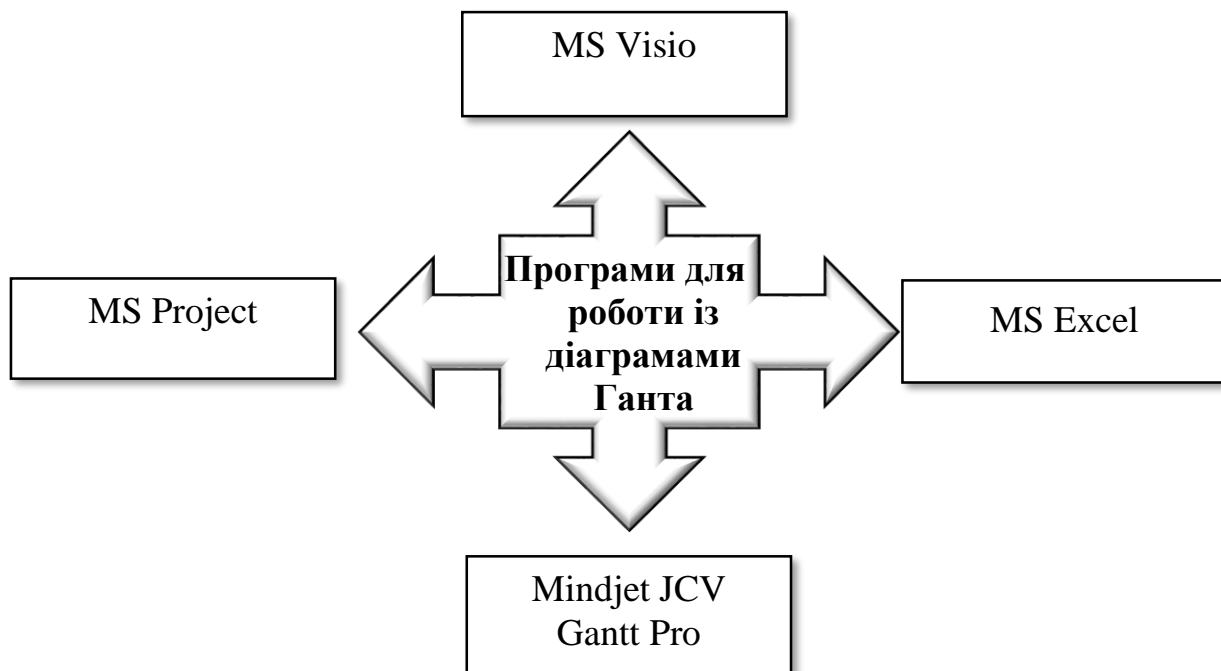 MS Visio
MS Project
Програми для
роботи із
діаграмами
Ганта
MS Excel
Mindjet JCV
Gantt Pro